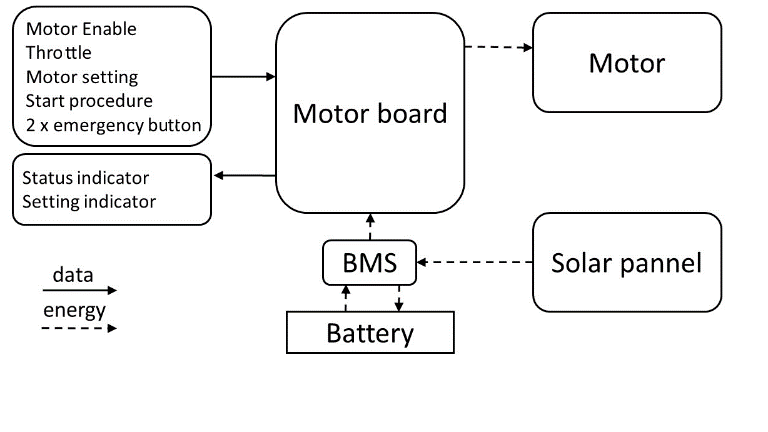 Motor Enable
Throttle
Motor setting
Start procedure
2 x emergency button
Status indicator
Setting indicator
Motor board
Motor
BMS
Solar pannel
Battery
data
energy